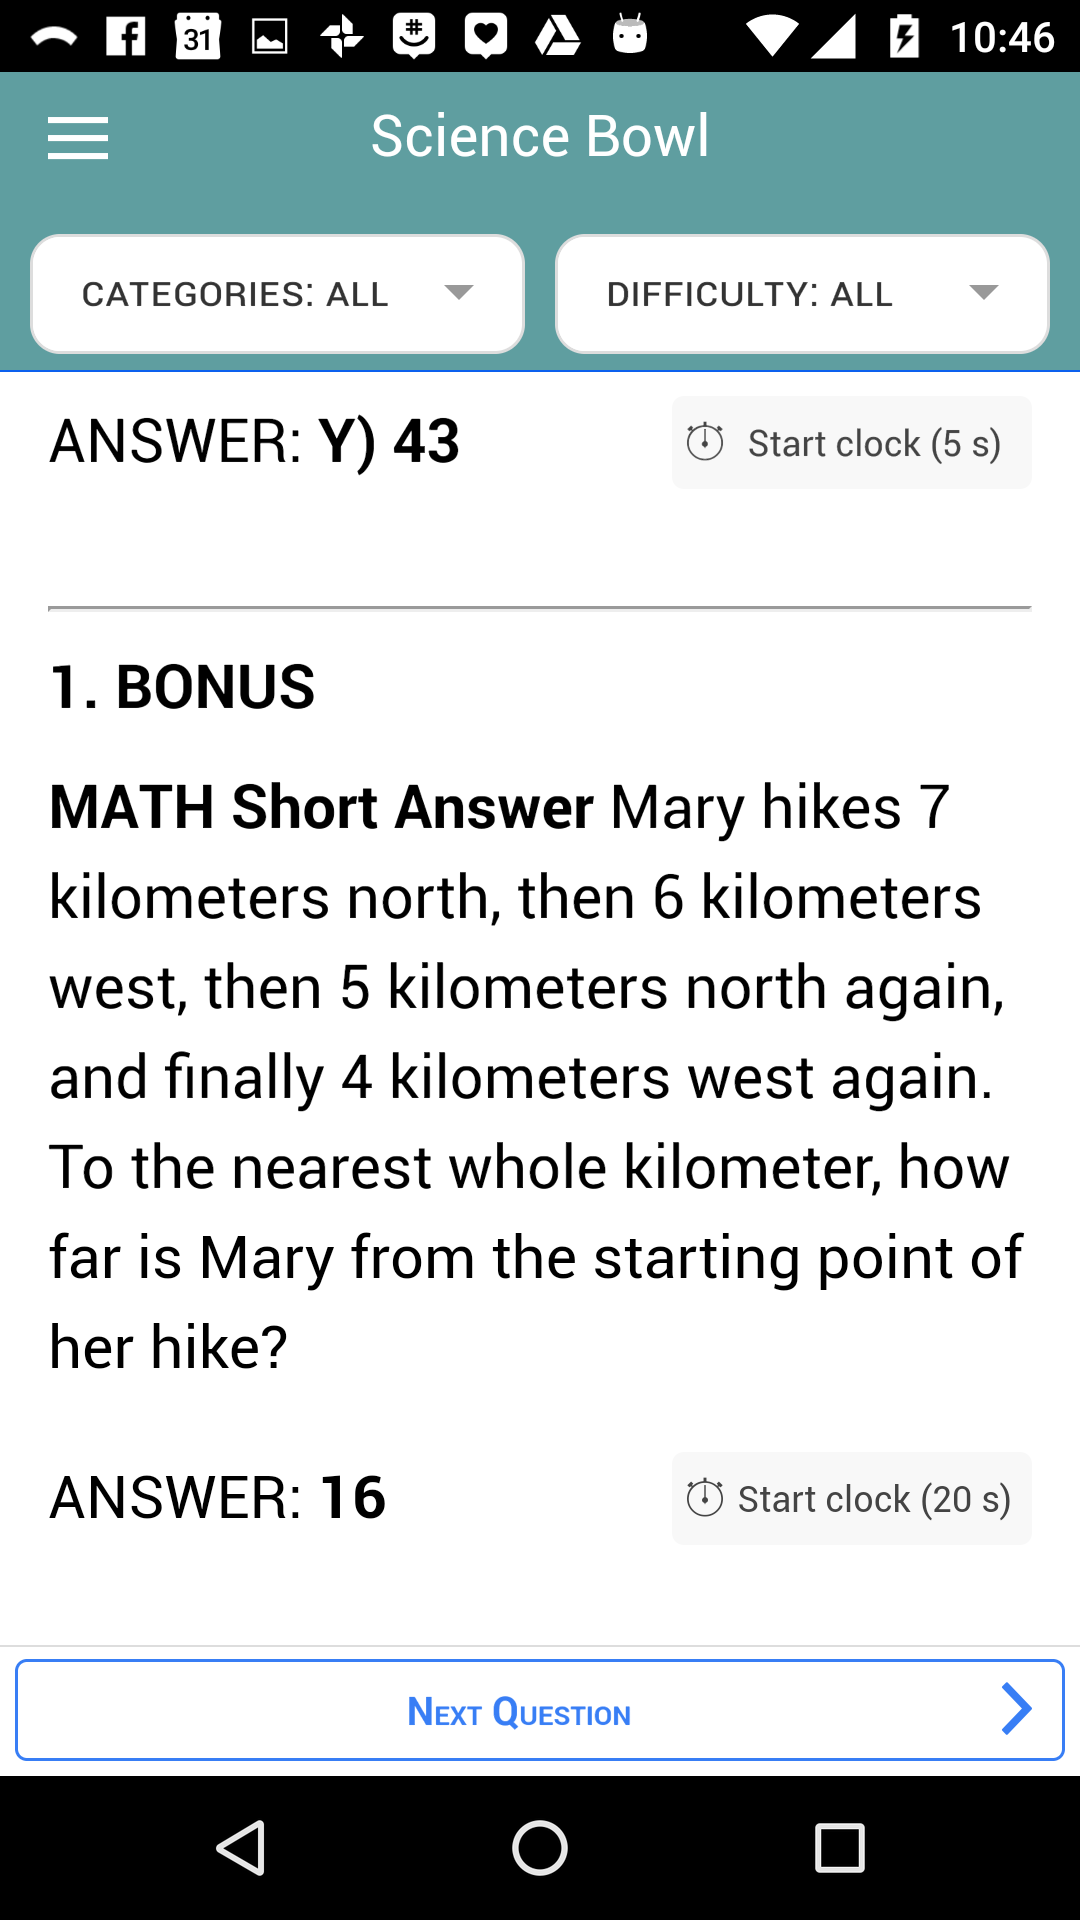 31 10:46
Science Bowl
CATEGORIES: ALL DIFFICULTY: ALL
ANSWER: Y) 43 Start clock (5 s)
1. BONUS
MATH Short Answer Mary hikes 7
kilometers north, then 6 kilometers
west, then 5 kilometers north again,
and finally 4 kilometers west again.
To the nearest whole kilometer, how
far is Mary from the starting point of
her hike?
ANSWER: 16 Start clock (20 s)
Next Question